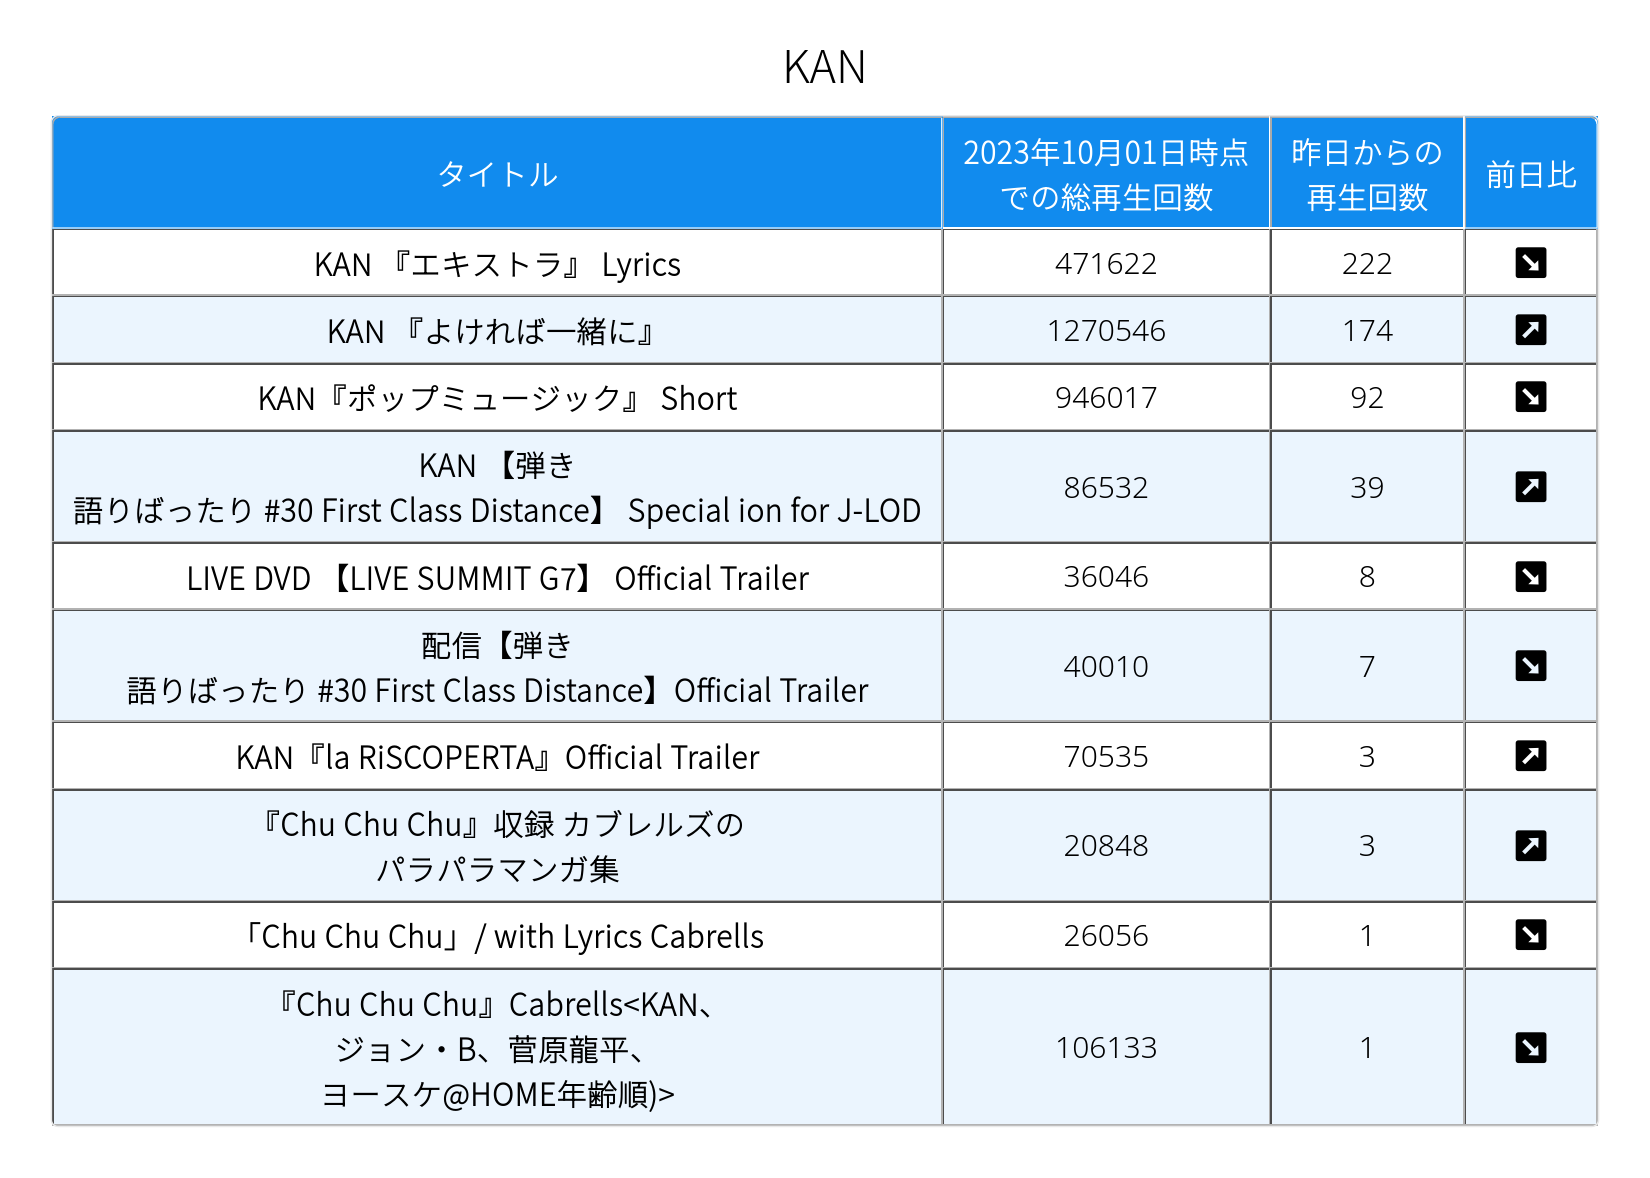 KAN
タイトル
2023年10月01日時点
での総再生回数
昨日からの
再生回数
前日比
KAN 『エキストラ』 Lyrics
471622
222
KAN 『よければ一緒に』
1270546
174
KAN『ポップミュージック』 Short
946017
92
KAN 【弾き
語りばったり #30 First Class Distance】 Special ion for J-LOD
86532
39
LIVE DVD 【LIVE SUMMIT G7】 Official Trailer
36046
8
配信【弾き
語りばったり #30 First Class Distance】Official Trailer
40010
7
KAN『la RiSCOPERTA』Official Trailer
70535
3
『Chu Chu Chu』収録 カブレルズの
パラパラマンガ集
20848
3
「Chu Chu Chu」/ with Lyrics Cabrells
26056
1
『Chu Chu Chu』Cabrells<KAN、
ジョン・B、菅原龍平、
ヨースケ@HOME年齢順)>
106133
1